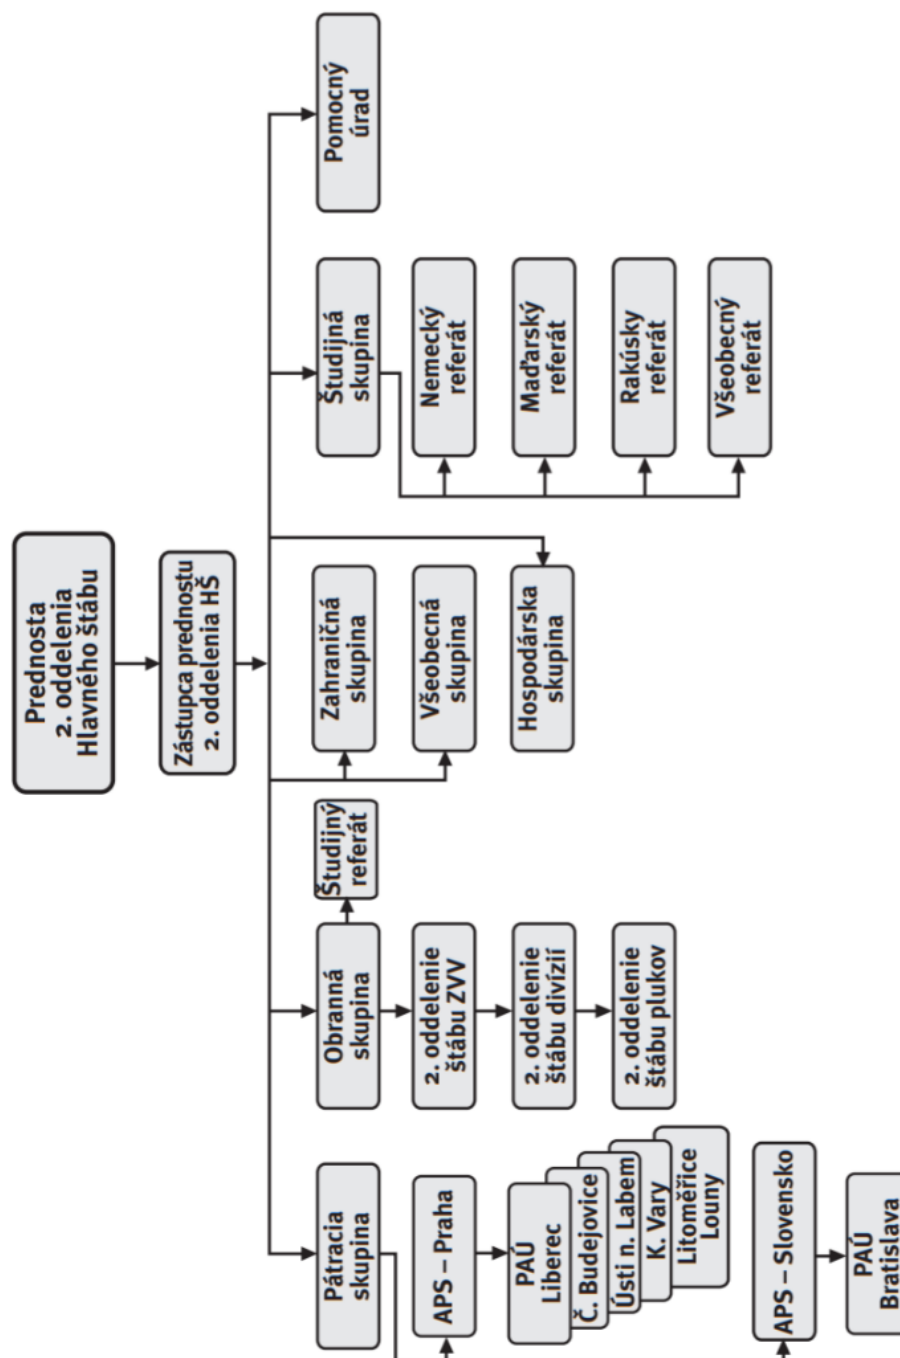 Prednosta
2. oddelenia
Hlavného štábu
Zástupca prednostu
2. oddelenia HŠ
Pátracia
skupina
APS – Praha
PAÚ
Liberec
Č. Budejovice
Ústi n. Labem
K. Vary
Litoměřice
Louny
APS – Slovensko
PAÚ
Bratislava
Obranná
skupina
Študijný
referát
2. oddelenie
štábu ZVV
2. oddelenie
štábu divízií
2. oddelenie
štábu plukov
Zahraničná
skupina
Všeobecná
skupina
Hospodárska
skupina
Študijná
skupina
Nemecký
referát
Maďarský
referát
Rakúsky
referát
Všeobecný
referát
Pomocný
úrad